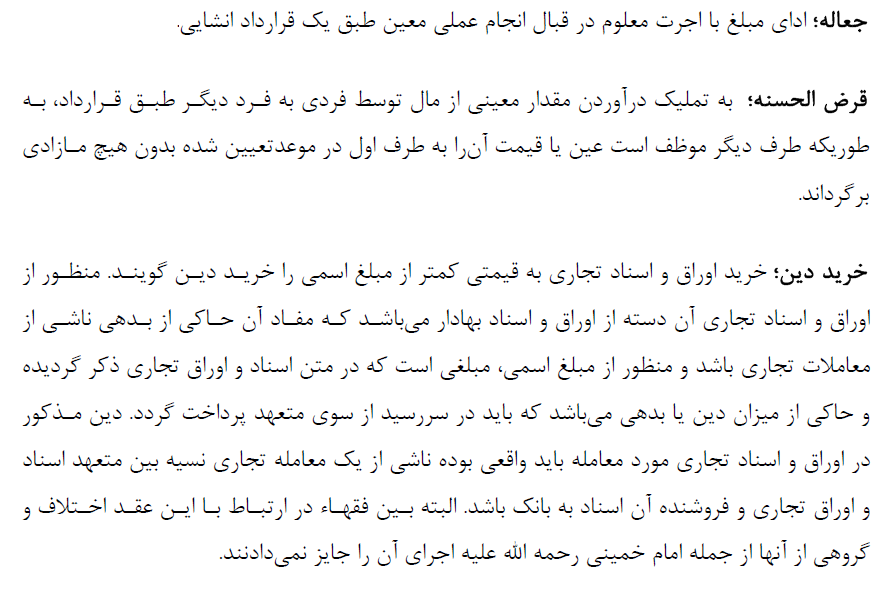 جعاله؛ ادای مبلغ با اجرت معلوم در قبال انجام عملی معین طبق یک قرارداد انشایی.
قرض الحسنه؛ به تملیک درآوردن مقدار معینی از مال توسط فردی به فرد دیگر طبق قرارداد، به
طوریکه طرف دیگر موظف است عین یا قیمت آن‌را به طرف اول در موعدتعیین شده بدون هیچ مازادی
برگرداند.
خرید دین؛ خرید اوراق و اسناد تجاری به قیمتی کمتر از مبلغ اسمی را خرید دین گویند. منظور از
اوراق و اسناد تجاری آن دسته از اوراق و اسناد بهادار می‌باشد که مفاد آن حاکی از بدهی ناشی از
معاملات تجاری باشد و منظور از مبلغ اسمی، مبلغی است که در متن اسناد و اوراق تجاری ذکر گردیده
و حاکی از میزان دین یا بدهی می‌باشد که باید در سررسید از سوی متعهد پرداخت گردد. دین مذکور
در اوراق و اسناد تجاری مورد معامله باید واقعی بوده ناشی از یک معامله تجاری نسیه بین متعهد اسناد
و اوراق تجاری و فروشنده آن اسناد به بانک باشد. البته بین فقهاء در ارتباط با این عقد اختلاف و
گروهی از آنها از جمله امام خمینی رحمه الله علیه اجرای آن را جایز نمی‌دادنند.